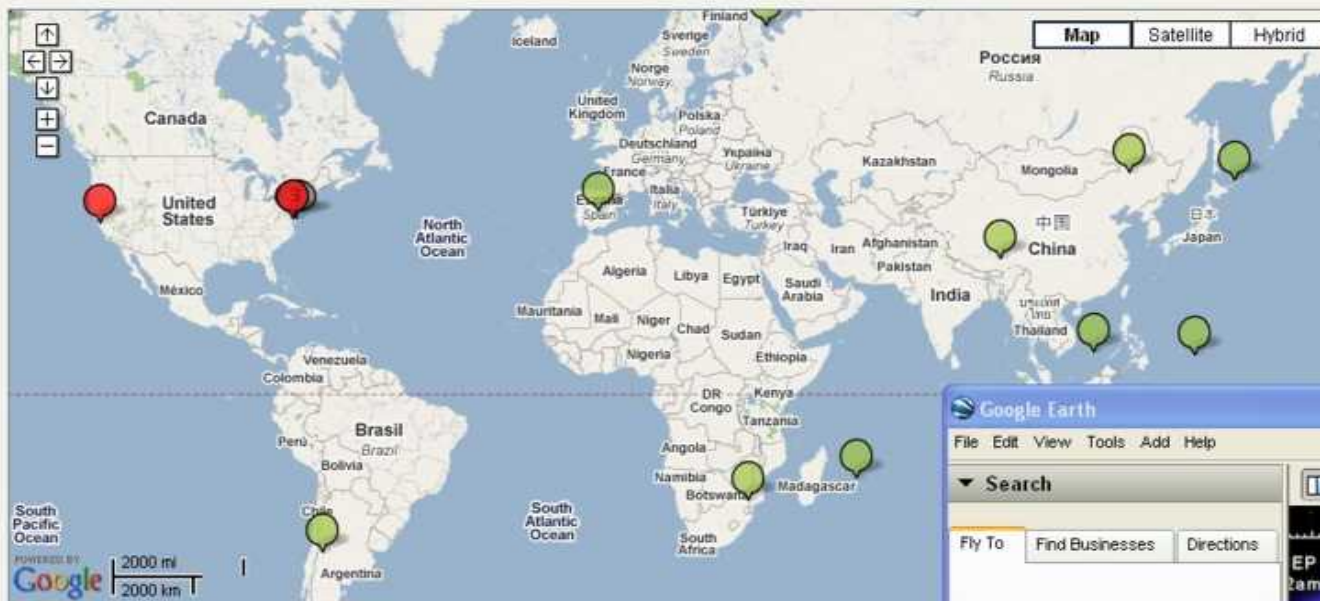 Finland
Iceland
Sverige
Sweden
Map
Satellite
Hybrid
Россия
Russia
Norge
Norway
Canada
United
Kingdom
Polska
Poland
Deutschland
Germany
Україна
Ukraine
Kazakhstan
Mongolia
France
United
States
Spain
Italia
Italy
Türkiye
Turkey
中国
China
日本
Japan
North
Atlantic
Ocean
Iraq
Iran
Afghanistan
Pakistan
Algeria
Libya
Egypt
Saudi
Arabia
India
México
Mauritania
Mali
Niger
Chad
Sudan
Thailand
Nigeria
Ethiopia
Venezuela
Colombia
DR
Congo
Kenya
Tanzania
Google Earth
Brasil
Brazil
Perú
Angola
File Edit View Tools Add Help
Bolivia
Namibia
Botswana
Madagascar
Search
Chile
South
Pacific
Ocean
South
Atlantic
Ocean
South
Africa
Fly To
Find Businesses
Directions
POWERED BY
Google
2000 mi
2000 km
Argentina
EP
2am